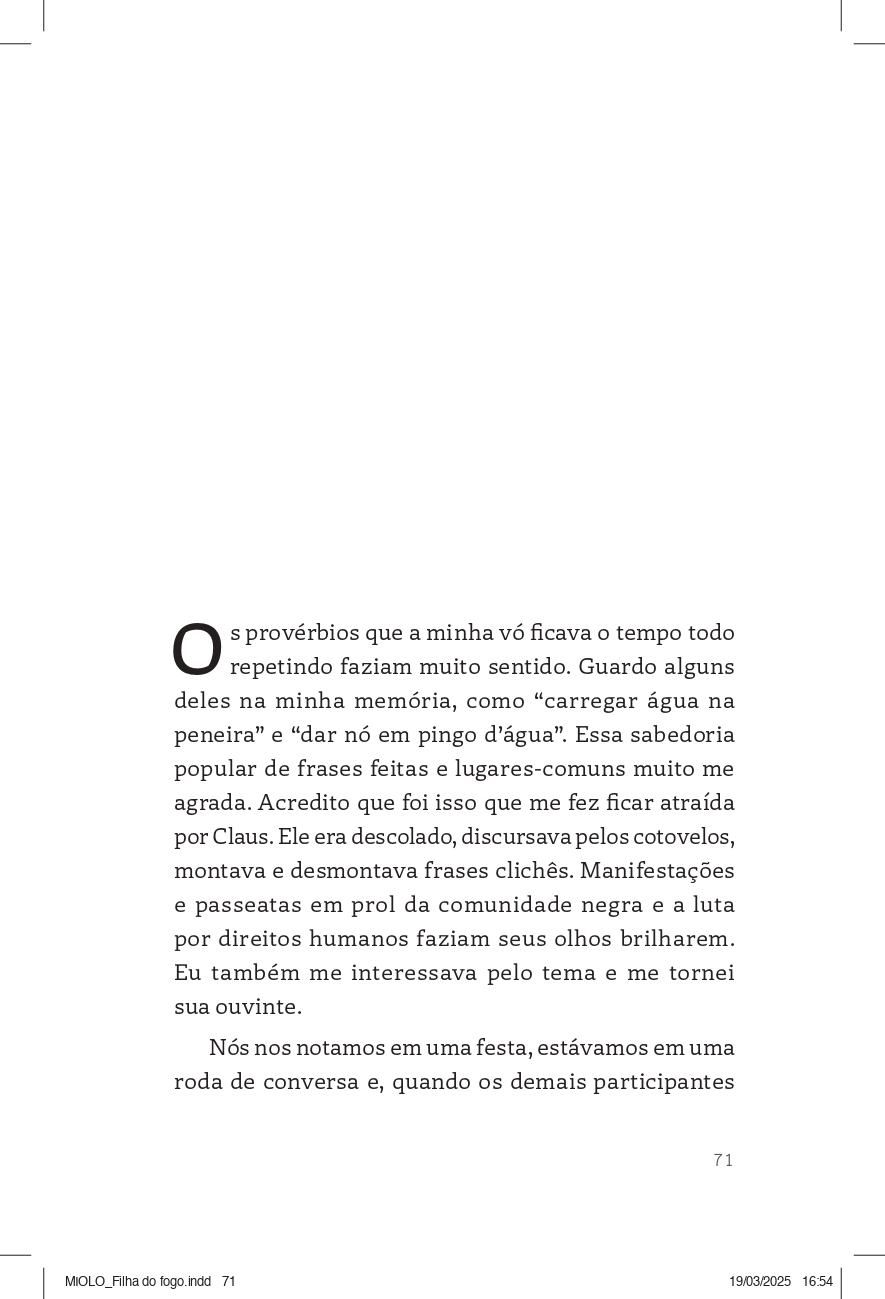 Os provérbios que a minha vó ficava o tempo todo
repetindo faziam muito sentido. Guardo alguns
deles na minha memória, como “carregar água na
peneira” e “dar nó em pingo d’água”. Essa sabedoria
popular de frases feitas e lugares-comuns muito me
agrada. Acredito que foi isso que me fez ficar atraída
por Claus. Ele era descolado, discursava pelos cotovelos,
montava e desmontava frases clichês. Manifestações
e passeatas em prol da comunidade negra e a luta
por direitos humanos faziam seus olhos brilharem.
Eu também me interessava pelo tema e me tornei
sua ouvinte.
Nós nos notamos em uma festa, estávamos em uma
roda de conversa e, quando os demais participantes
71
MIOLO_Filha do fogo.indd 71
19/03/2025 16:54